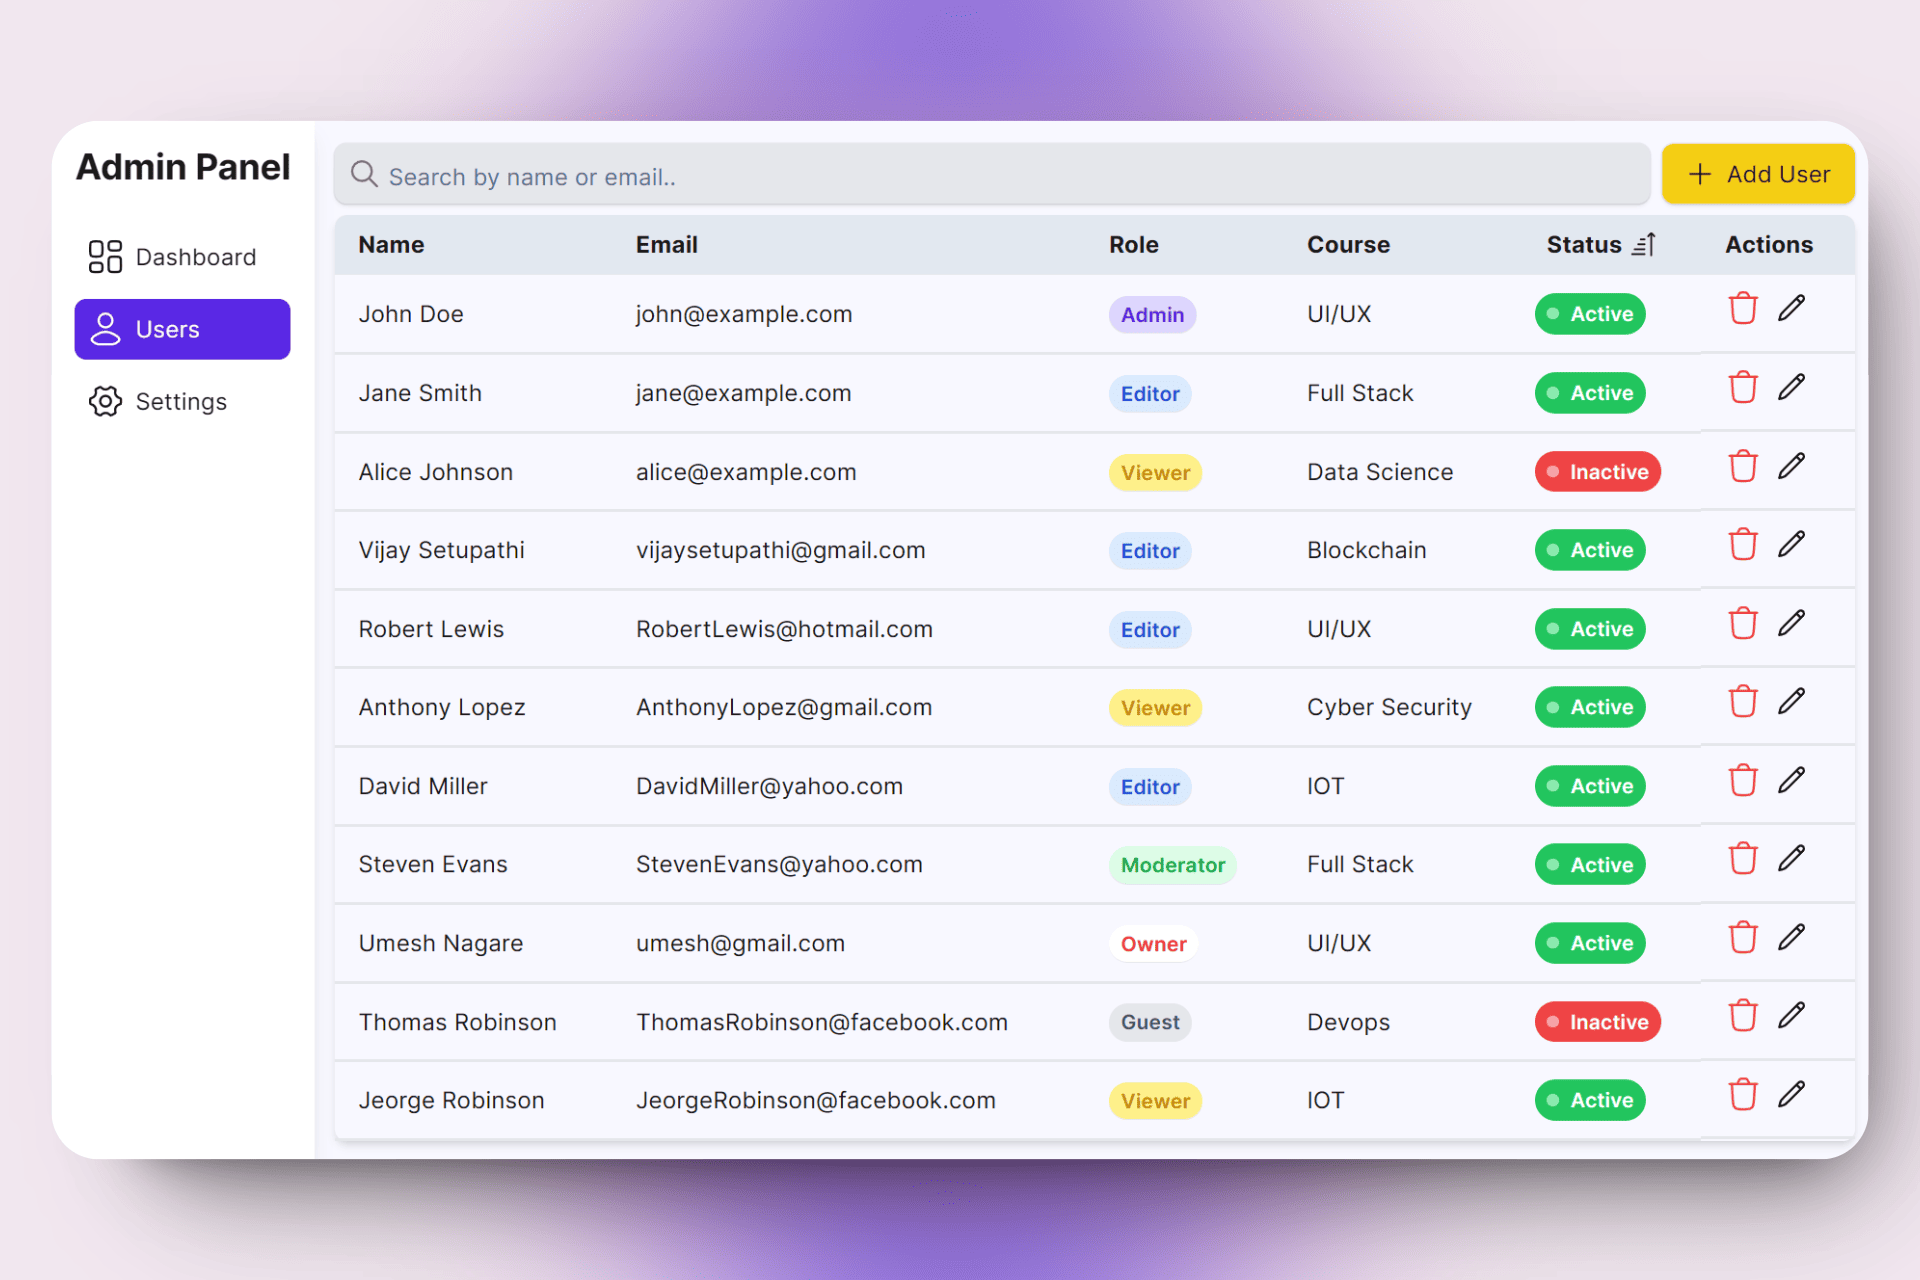 Admin Panel
Dashboard
Users
Settings
Search by name or email..
Add User
Name Email Role Course Status Actions
John Doe john@example.com Admin UI/UX Active
Jane Smith jane@example.com Editor Full Stack Active
Alice Johnson alice@example.com Viewer Data Science Inactive
Vijay Setupathi vijaysetupathi@gmail.com Editor Blockchain Active
Robert Lewis RobertLewis@hotmail.com Editor UI/UX Active
Anthony Lopez AnthonyLopez@gmail.com Viewer Cyber Security Active
David Miller DavidMiller@yahoo.com Editor IOT Active
Steven Evans StevenEvans@yahoo.com Moderator Full Stack Active
Umesh Nagare umesh@gmail.com Owner UI/UX Active
Thomas Robinson ThomasRobinson@facebook.com Guest Devops Inactive
Jeorge Robinson JeorgeRobinson@facebook.com Viewer IOT Active